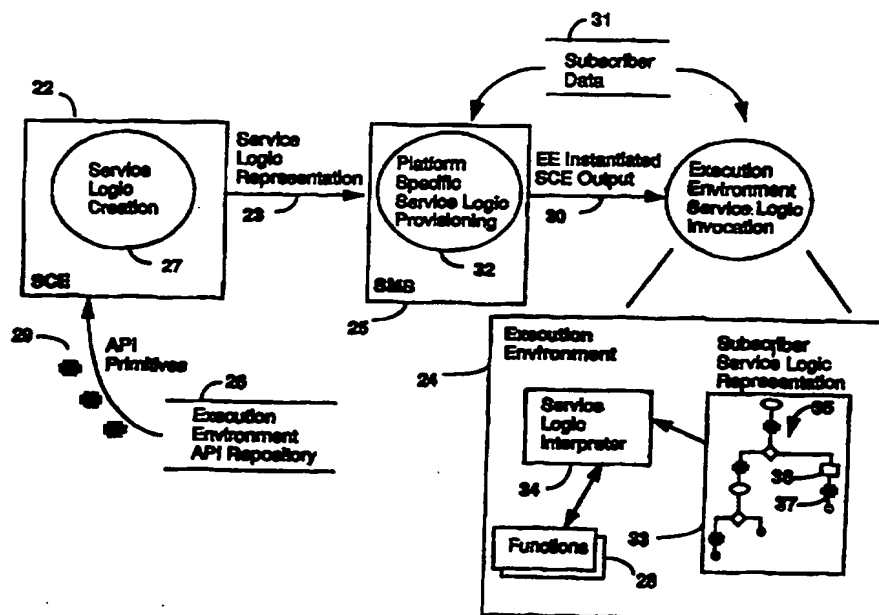 31
Subscriber
Data
22
Service
Logic
Creation
27
SCE
Service
Logic
Representation
23
Platform
Specific
Service Logic
Provisioning
32
SMS
25
EE Instantiated
SCE Output
30
Execution
Environment
Service Logic
Invocation
29
API
Primitives
26
Execution
Environment
API Repository
24
Execution
Environment
Service
Logic
Interpreter
34
Functions
28
Subscriber
Service Logic
Representation
35
36
37
33